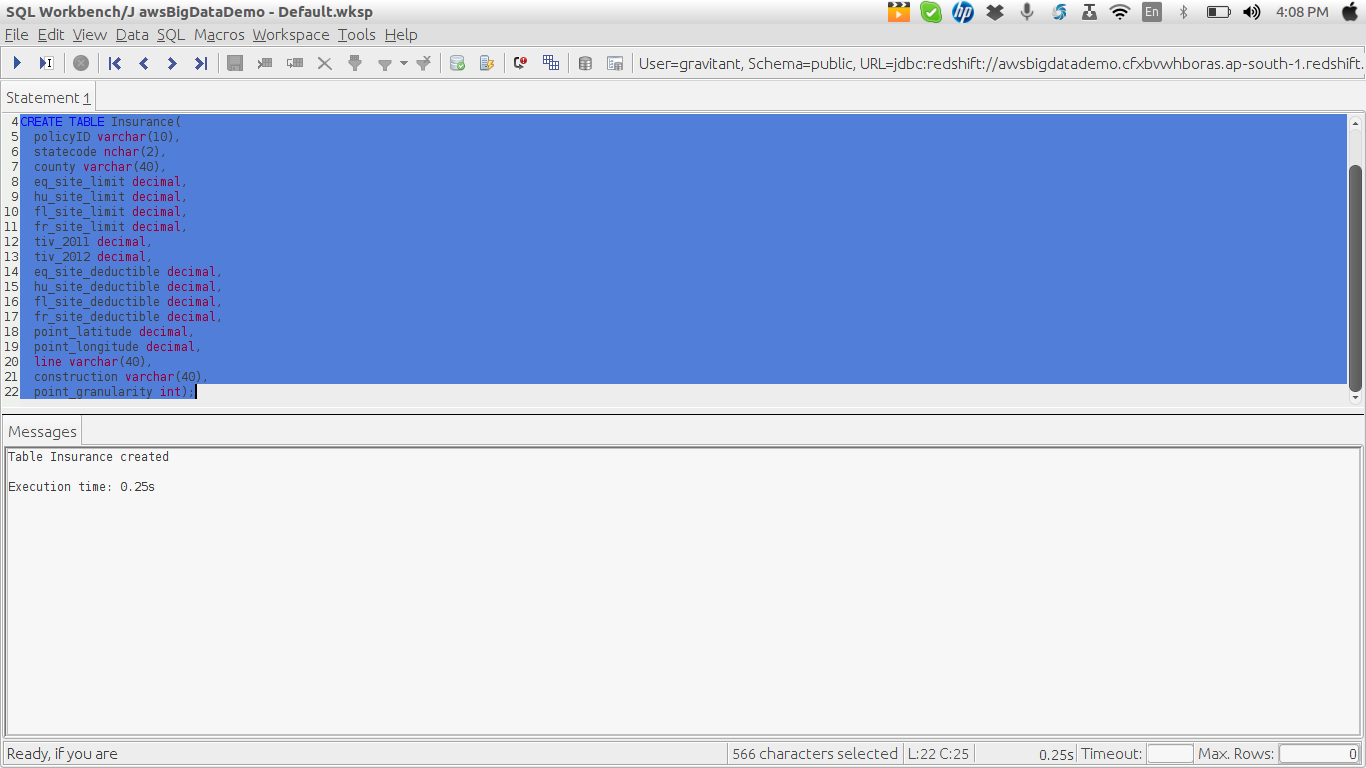 SQL Workbench/J awsBigDataDemo - Default.wksp
En
4:08 PM
File Edit View Data SQL Macros Workspace Tools Help
User=gravitant, Schema=public, URL=jdbc:redshift://awsbigdatademo.cfxbvwhboras.ap-south-1.redshift.
Statement 1
4 CREATE TABLE Insurance(
5 policyID varchar(10),
6 statecode nchar(2),
7 county varchar(40),
8 eq_site_limit decimal,
9 hu_site_limit decimal,
10 fl_site_limit decimal,
11 fr_site_limit decimal,
12 tiv_2011 decimal,
13 tiv_2012 decimal,
14 eq_site_deductible decimal,
15 hu_site_deductible decimal,
16 fl_site_deductible decimal,
17 fr_site_deductible decimal,
18 point_latitude decimal,
19 point_longitude decimal,
20 line varchar(40),
21 construction varchar(40),
22 point_granularity int);
Messages
Table Insurance created
Execution time: 0.25s
Ready, if you are
566 characters selected
L:22 C:25
0.25s
Timeout:
Max. Rows:
0